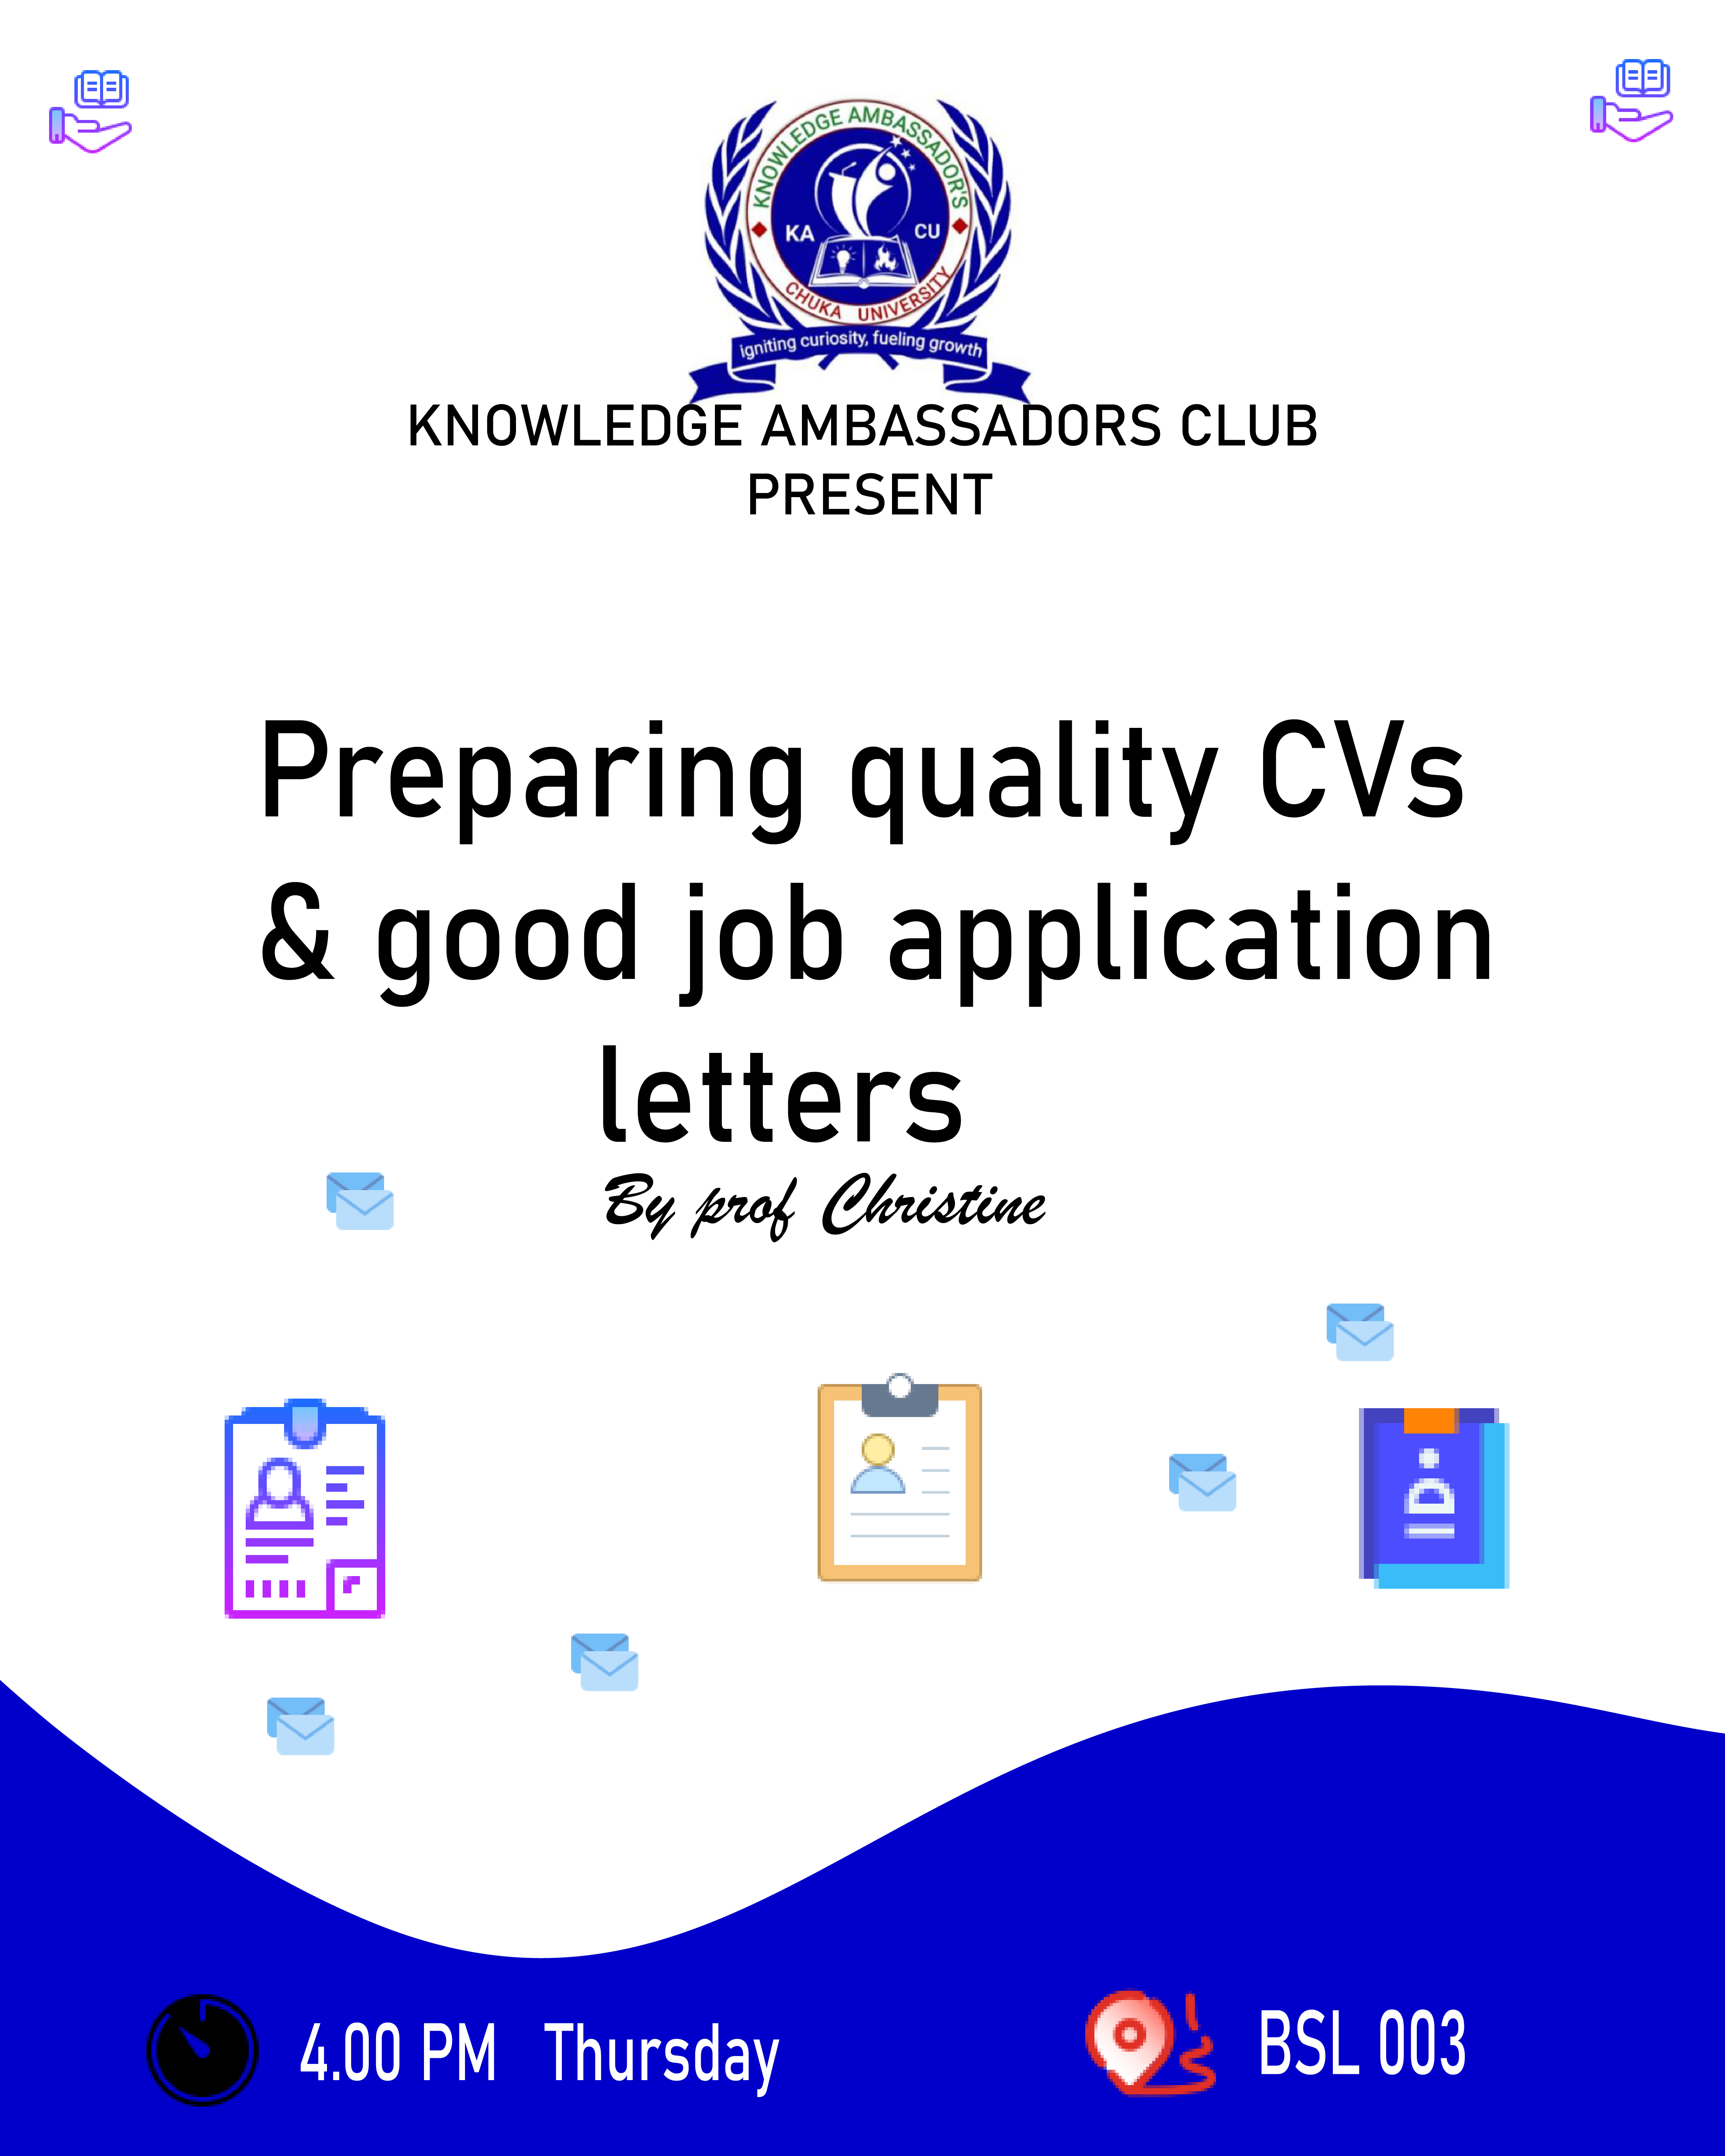 KNOWLEDGE AMBASSADOR'S
KA CU
CHUKA UNIVERSITY
igniting curiosity, fueling growth
KNOWLEDGE AMBASSADORS CLUB
PRESENT
Preparing quality CVs
& good job application
letters
By prof Christine
4.00 PM Thursday
BSL 003